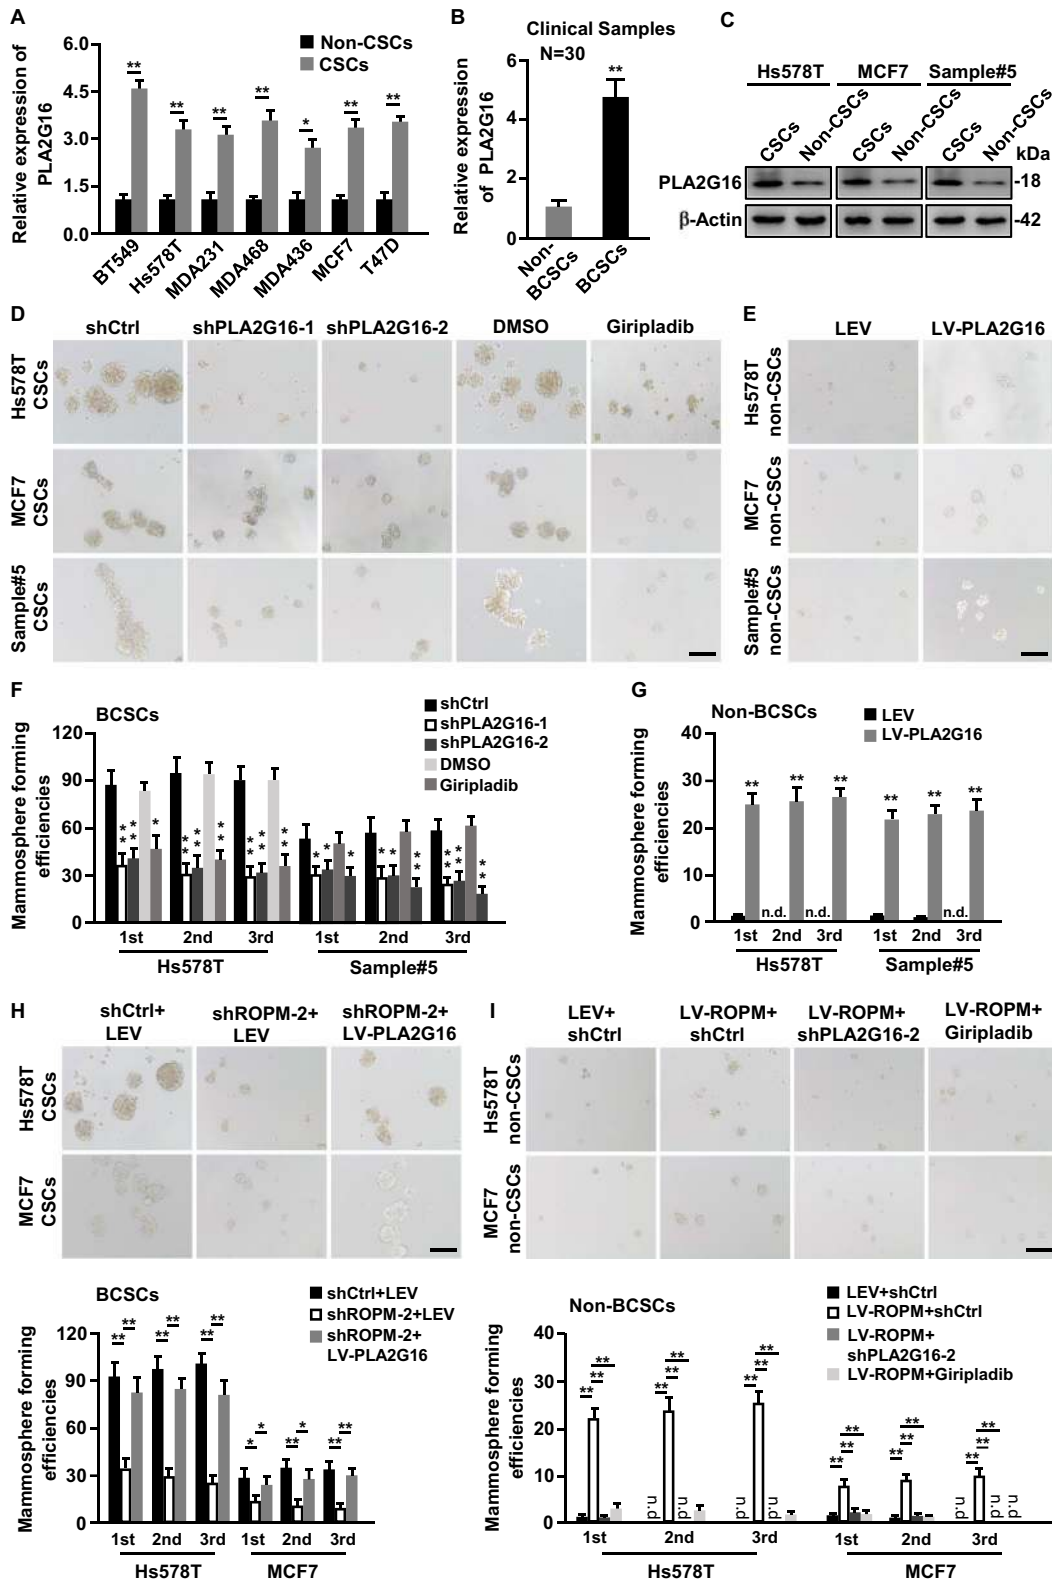 A
Relative expression of
PLA2G16
6.0
4.5
3.0
1.5
0.0
Non-CSCs
CSCs
**
**
**
**
*
**
**
BT549
Hs578T
MDA231
MDA468
MDA436
MCF7
T47D
B
Clinical Samples
N=30
Relative expression
of PLA2G16
6
4
2
0
**
Non-
BCSCs
BCSCs
C
Hs578T
MCF7
Sample#5
CSCs
Non-CSCs
CSCs
Non-CSCs
CSCs
Non-CSCs
kDa
PLA2G16
-18
β-Actin
-42
D
shCtrl
shPLA2G16-1
shPLA2G16-2
DMSO
Giripladib
Hs578T
CSCs
MCF7
CSCs
Sample#5
CSCs
E
LEV
LV-PLA2G16
Hs578T
non-CSCs
MCF7
non-CSCs
Sample#5
non-CSCs
F
BCSCs
shCtrl
shPLA2G16-1
shPLA2G16-2
DMSO
Giripladib
Mammosphere forming
efficiencies
120
90
60
30
0
** ** * ** ** ** ** ** **
* * * * * ** ** ** **
1st
2nd
3rd
1st
2nd
3rd
Hs578T
Sample#5
G
Non-BCSCs
LEV
LV-PLA2G16
Mammosphere forming
efficiencies
40
30
20
10
0
**
**
**
**
**
**
n.d.
n.d.
n.d.
1st
2nd
3rd
1st
2nd
3rd
Hs578T
Sample#5
H
shCtrl+
LEV
shROPM-2+
LEV
shROPM-2+
LV-PLA2G16
Hs578T
CSCs
MCF7
CSCs
BCSCs
shCtrl+LEV
shROPM-2+LEV
shROPM-2+
LV-PLA2G16
Mammosphere forming
efficiencies
120
90
60
30
0
** ** ** ** ** **
* * ** * ** **
1st
2nd
3rd
1st
2nd
3rd
Hs578T
MCF7
I
LEV+
shCtrl
LV-ROPM+
shCtrl
LV-ROPM+
shPLA2G16-2
LV-ROPM+
Giripladib
Hs578T
non-CSCs
MCF7
non-CSCs
Non-BCSCs
LEV+shCtrl
LV-ROPM+shCtrl
LV-ROPM+
shPLA2G16-2
LV-ROPM+Giripladib
Mammosphere forming
efficiencies
40
30
20
10
0
** ** ** ** ** ** ** ** **
** ** ** ** ** ** ** ** **
n.d
n.d
n.d
n.d
n.d
n.d
n.d
1st
2nd
3rd
1st
2nd
3rd
Hs578T
MCF7